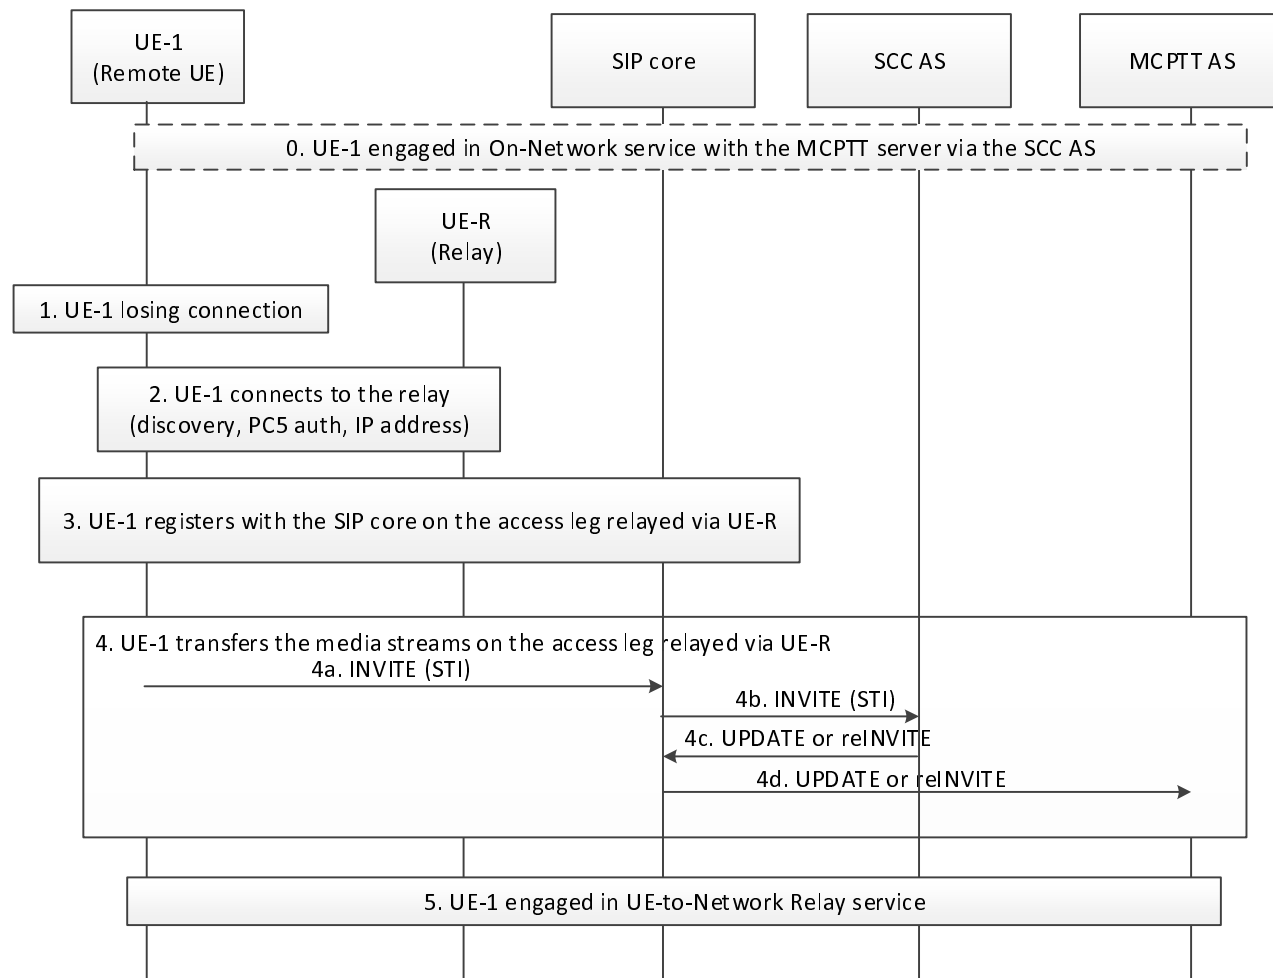 UE-1
(Remote UE)
SIP core
SCC AS
MCPTT AS
0. UE-1 engaged in On-Network service with the MCPTT server via the SCC AS
UE-R
(Relay)
1. UE-1 losing connection
2. UE-1 connects to the relay
(discovery, PC5 auth, IP address)
3. UE-1 registers with the SIP core on the access leg relayed via UE-R
4. UE-1 transfers the media streams on the access leg relayed via UE-R
4a. INVITE (STI)
4b. INVITE (STI)
4c. UPDATE or reINVITE
4d. UPDATE or reINVITE
5. UE-1 engaged in UE-to-Network Relay service